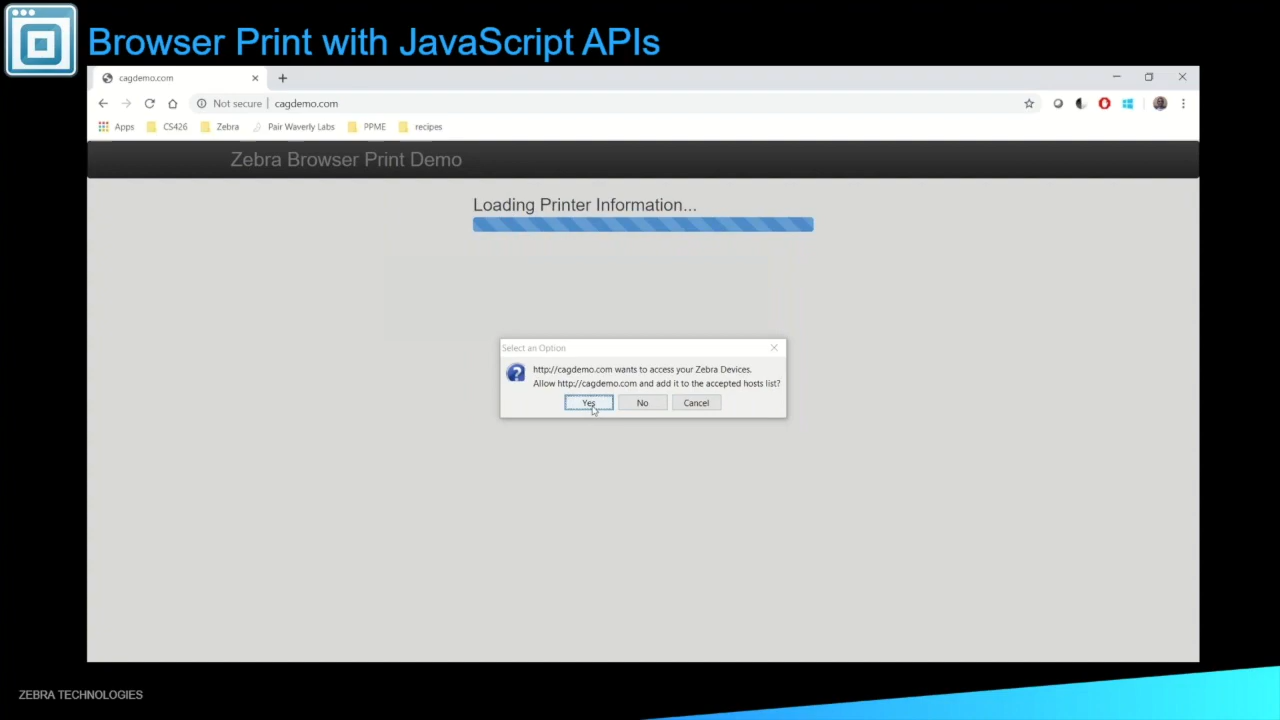 Browser Print with JavaScript APIs
cagdemo.com
Not secure | cagdemo.com
Apps CS426 Zebra Pair Waverly Labs PPME recipes
Zebra Browser Print Demo
Loading Printer Information...
Select an Option
http://cagdemo.com wants to access your Zebra Devices.
Allow http://cagdemo.com and add it to the accepted hosts list?
Yes No Cancel
ZEBRA TECHNOLOGIES